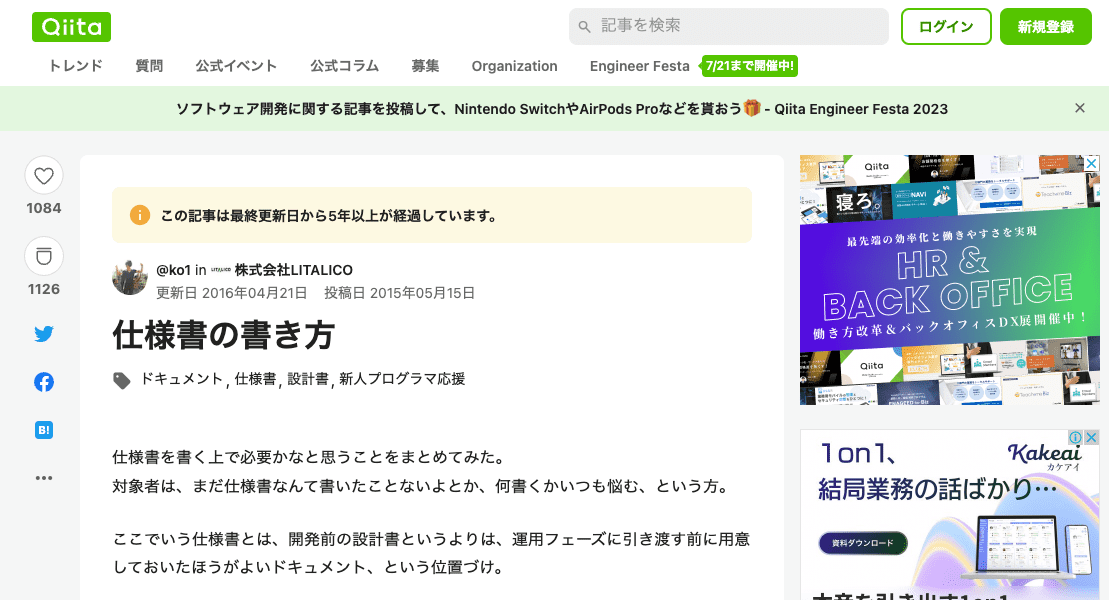 Qiita
記事を検索
ログイン
新規登録
トレンド 質問 公式イベント 公式コラム 募集 Organization Engineer Festa 7/21まで開催中!
ソフトウェア開発に関する記事を投稿して、Nintendo SwitchやAirPods Proなどを貰おう🎁 - Qiita Engineer Festa 2023
1084
1126
B!
この記事は最終更新日から5年以上が経過しています。
@ko1 in LITALICO 株式会社LITALICO
更新日 2016年04月21日 投稿日 2015年05月15日
仕様書の書き方
ドキュメント, 仕様書, 設計書, 新人プログラマ応援
仕様書を書く上で必要かなと思うことをまとめてみた。
対象者は、まだ仕様書なんて書いたことないよとか、何書くかいつも悩む、という方。
ここでいう仕様書とは、開発前の設計書というよりは、運用フェーズに引き渡す前に用意
しておいたほうがよいドキュメント、という位置づけ。
Qiita
寝ろ。
NAVI
最先端の効率化と働きやすさを実現
HR &
BACK OFFICE
働き方改革&バックオフィスDX展開催中!
Qiita
1on1、
Kakeai
カケアイ
結局業務の話ばかり…
資料ダウンロード
本音を引き出す1on1